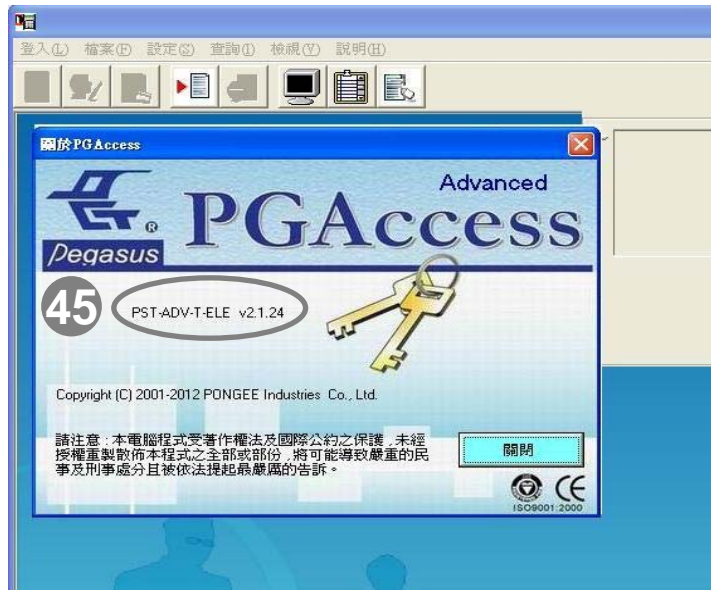 登入(L) 檔案(F) 設定(S) 查詢(I) 檢視(V) 說明(H)
關於PGAccess
Advanced
PGAccess
®
Pegasus
45
PST-ADV-T-ELE v2.1.24
Copyright (C) 2001-2012 PONGEE Industries Co., Ltd.
請注意：本電腦程式受著作權法及國際公約之保護，未經
授權重製散佈本程式之全部或部份，將可能導致嚴重的民
事及刑事處分且被依法提起最嚴厲的告訴。
關閉
CE
ISO9001:2000